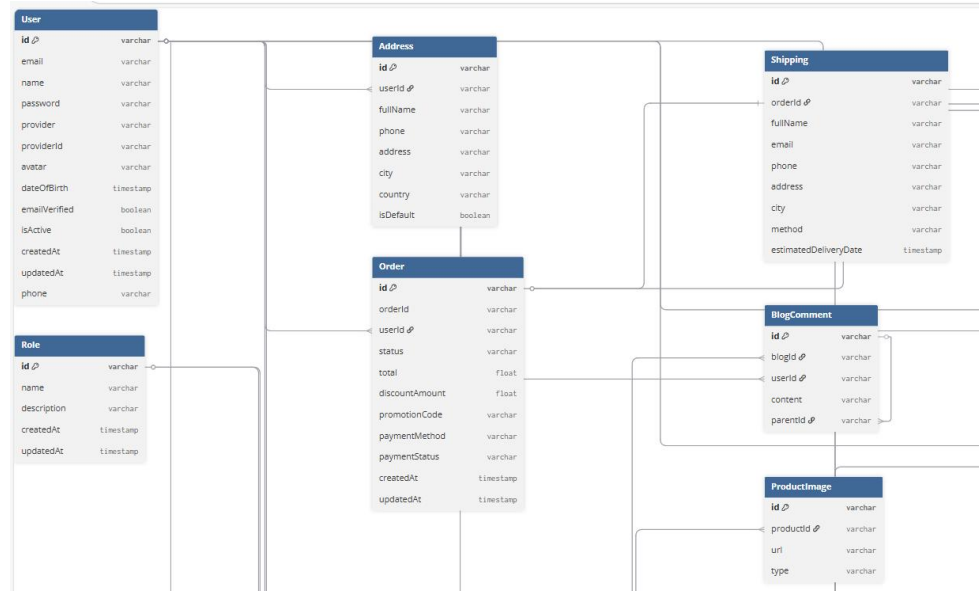 User
id varchar
email varchar
name varchar
password varchar
provider varchar
providerId varchar
avatar varchar
dateOfBirth timestamp
emailVerified boolean
isActive boolean
createdAt timestamp
updatedAt timestamp
phone varchar
Role
id varchar
name varchar
description varchar
createdAt timestamp
updatedAt timestamp
Address
id varchar
userId varchar
fullName varchar
phone varchar
address varchar
city varchar
country varchar
isDefault boolean
Order
id varchar
orderId varchar
userId varchar
status varchar
total float
discountAmount float
promotionCode varchar
paymentMethod varchar
paymentStatus varchar
createdAt timestamp
updatedAt timestamp
Shipping
id varchar
orderId varchar
fullName varchar
email varchar
phone varchar
address varchar
city varchar
method varchar
estimatedDeliveryDate timestamp
BlogComment
id varchar
blogId varchar
userId varchar
content varchar
parentId varchar
ProductImage
id varchar
productId varchar
url varchar
type varchar